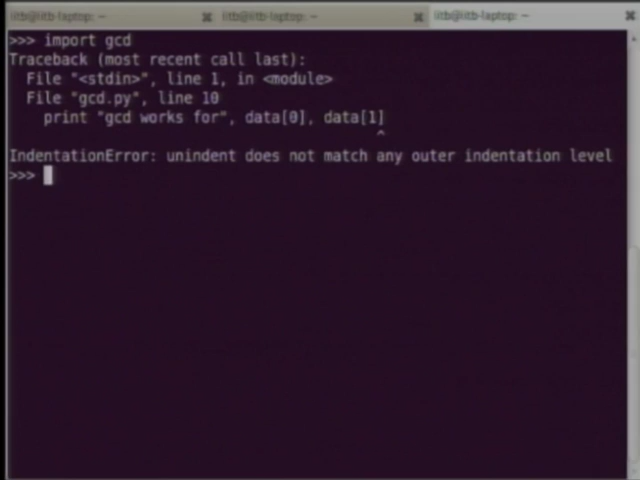 litb@litb-laptop: ~
litb@litb-laptop: ~
litb@litb-laptop: ~
>>> import gcd
Traceback (most recent call last):
  File "<stdin>", line 1, in <module>
  File "gcd.py", line 10
    print "gcd works for", data[0], data[1]
                                          ^
IndentationError: unindent does not match any outer indentation level
>>>